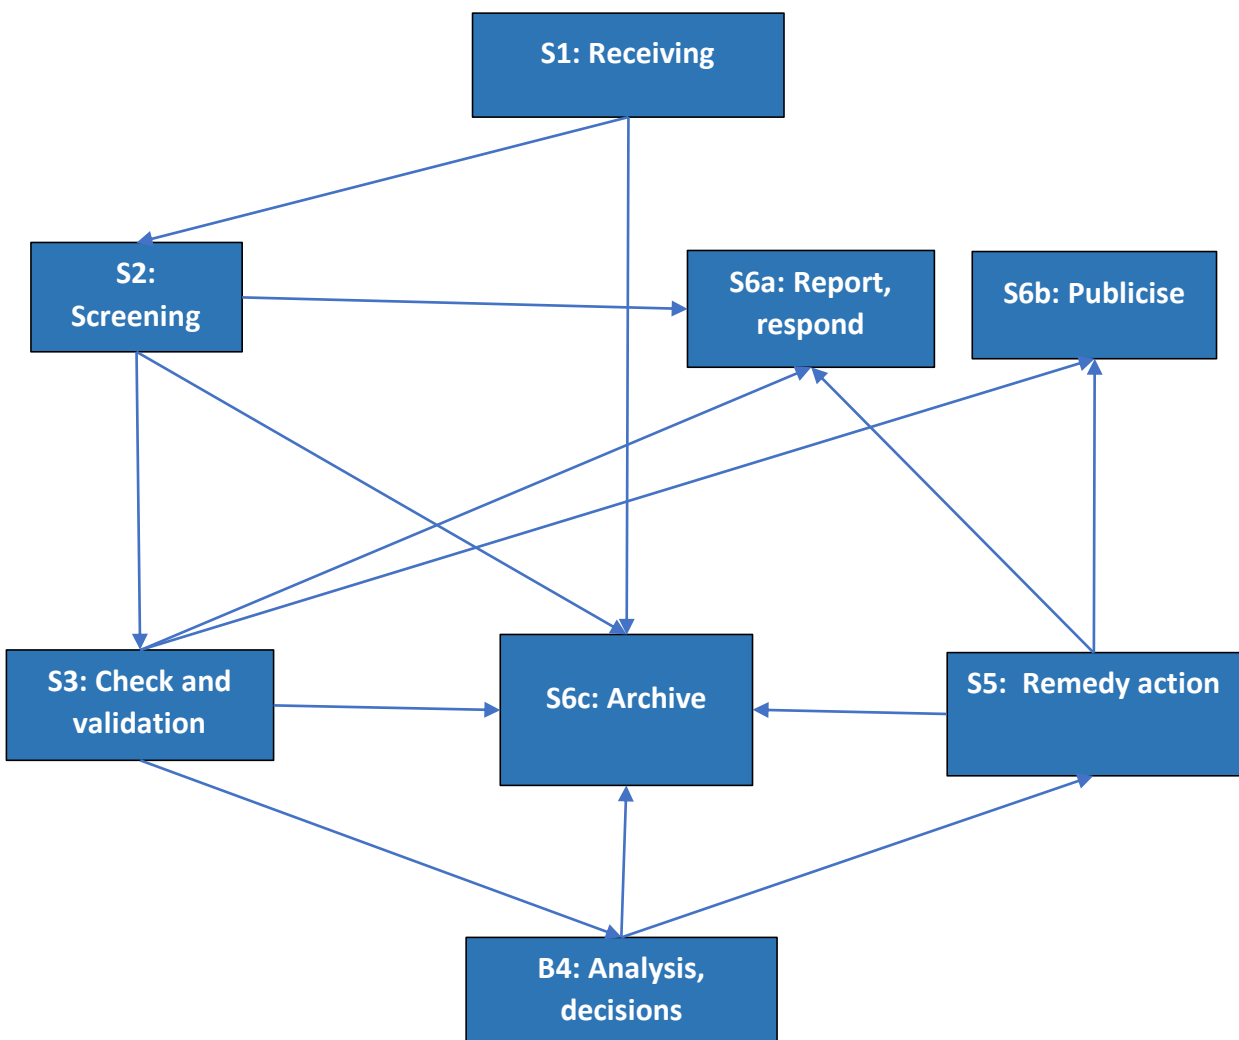 S1: Receiving
S2:
Screening
S6a: Report,
respond
S6b: Publicise
S3: Check and
validation
S6c: Archive
S5:  Remedy action
B4: Analysis,
decisions